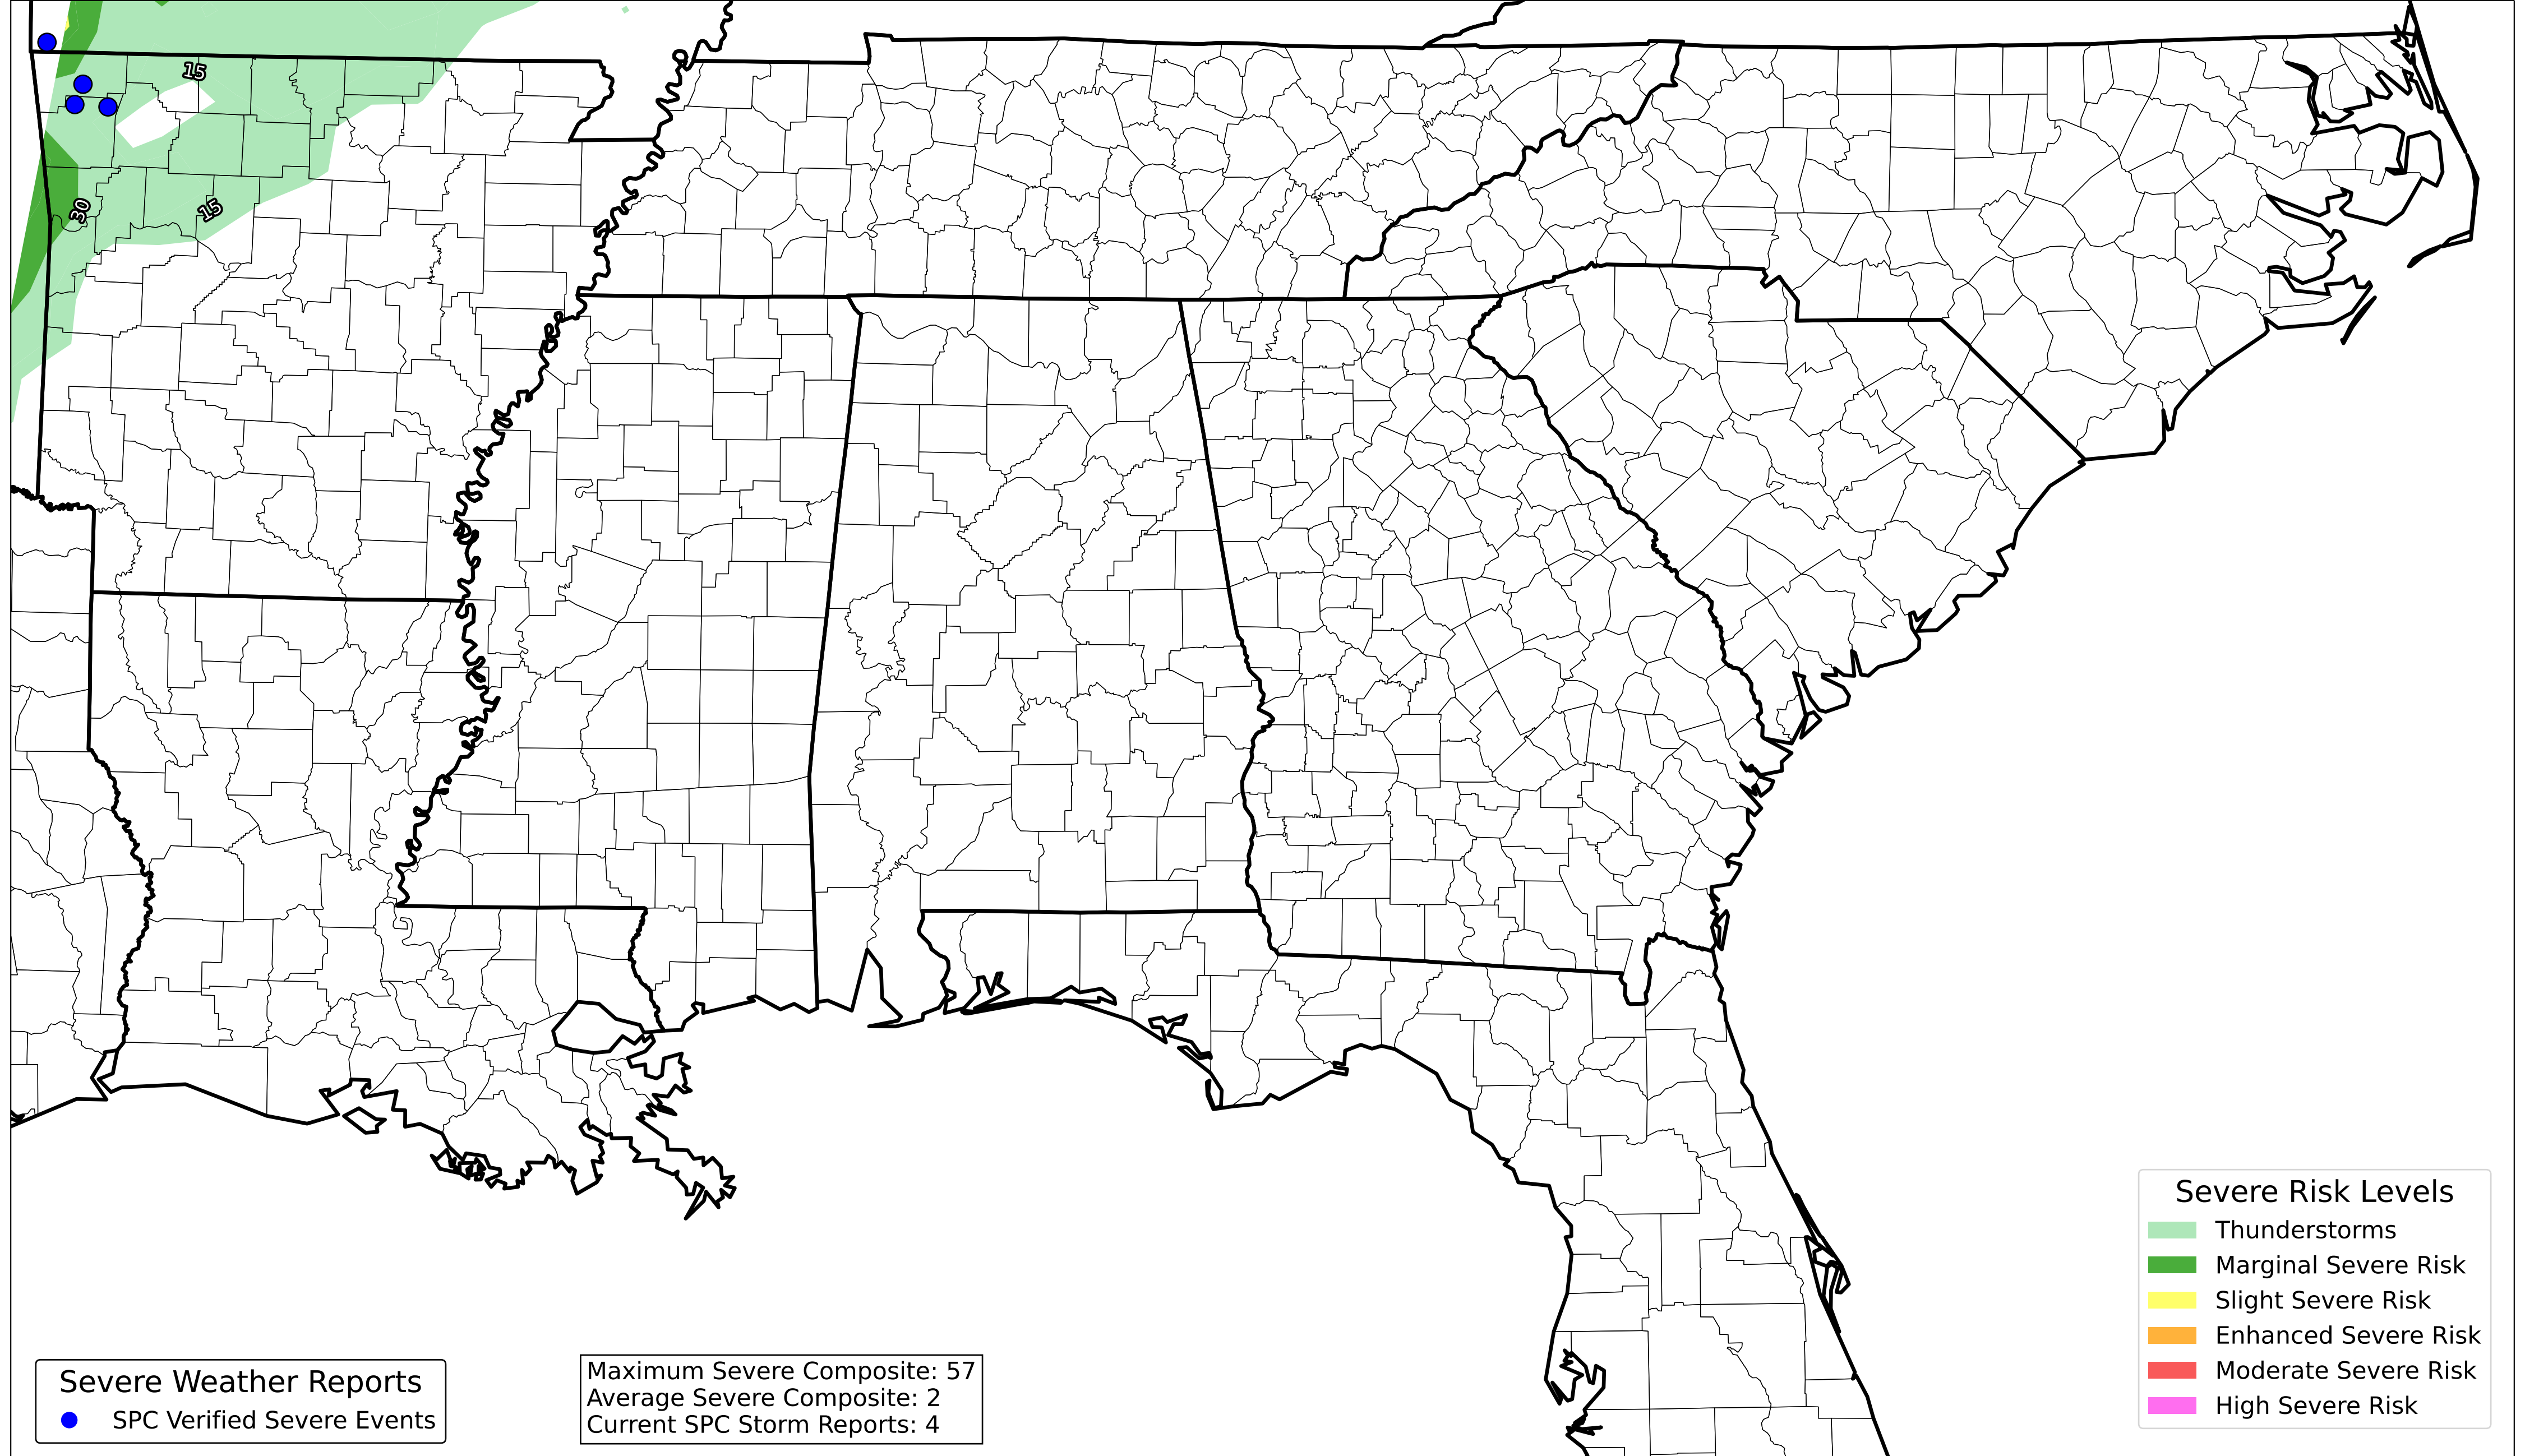 15
30
15
Severe Risk Levels
Thunderstorms
Marginal Severe Risk
Slight Severe Risk
Enhanced Severe Risk
Moderate Severe Risk
High Severe Risk
Severe Weather Reports
SPC Verified Severe Events
Maximum Severe Composite: 57
Average Severe Composite: 2
Current SPC Storm Reports: 4